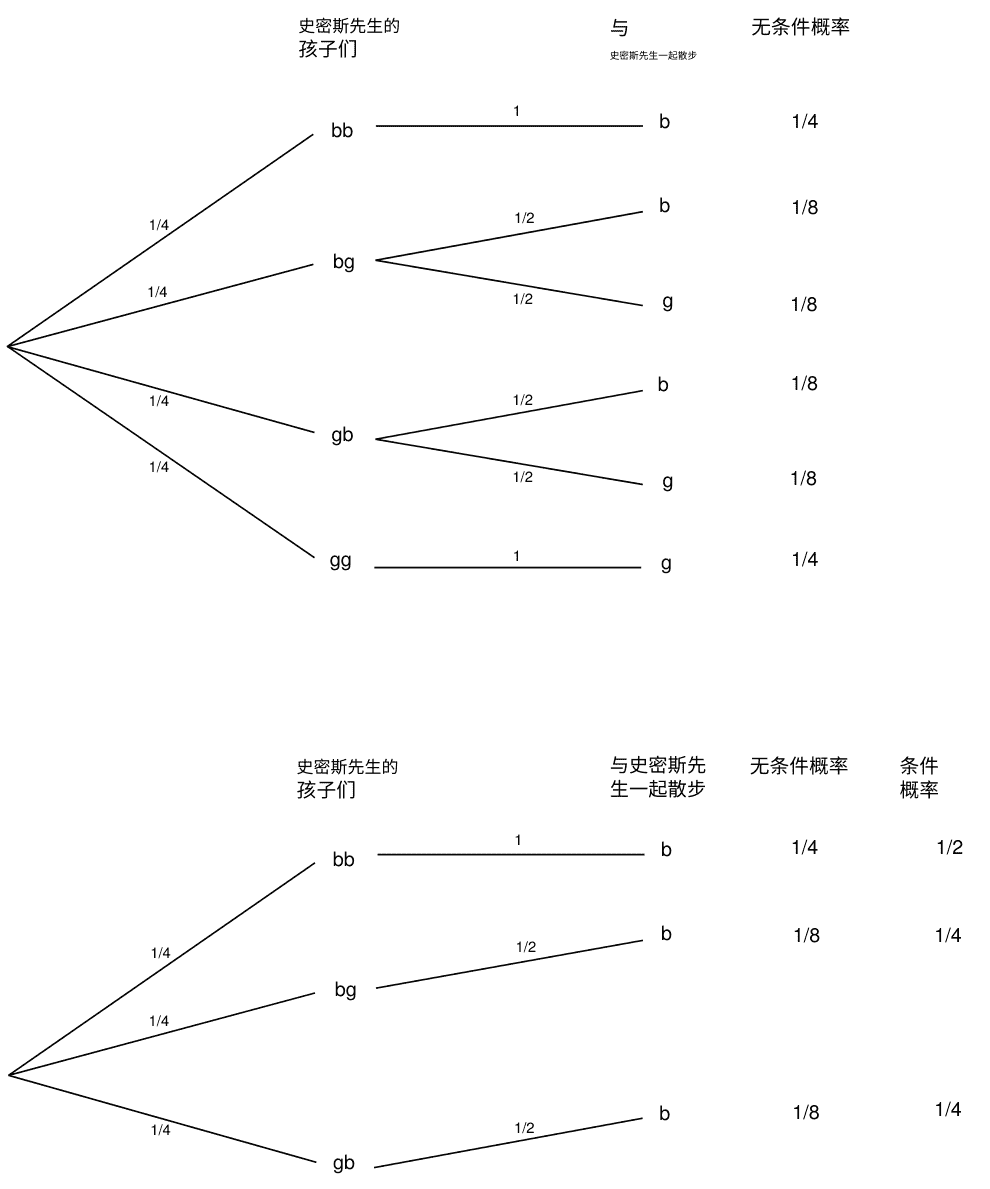 史密斯先生的
孩子们
与
史密斯先生一起散步
无条件概率
1
bb
b
1/4
1/4
1/2
b
1/8
bg
1/4
1/2
g
1/8
1/4
1/2
b
1/8
gb
1/4
1/2
g
1/8
1
gg
g
1/4
史密斯先生的
孩子们
与史密斯先
生一起散步
无条件概率
条件
概率
1
bb
b
1/4
1/2
1/4
1/2
b
1/8
1/4
bg
1/4
1/4
1/2
b
1/8
1/4
gb